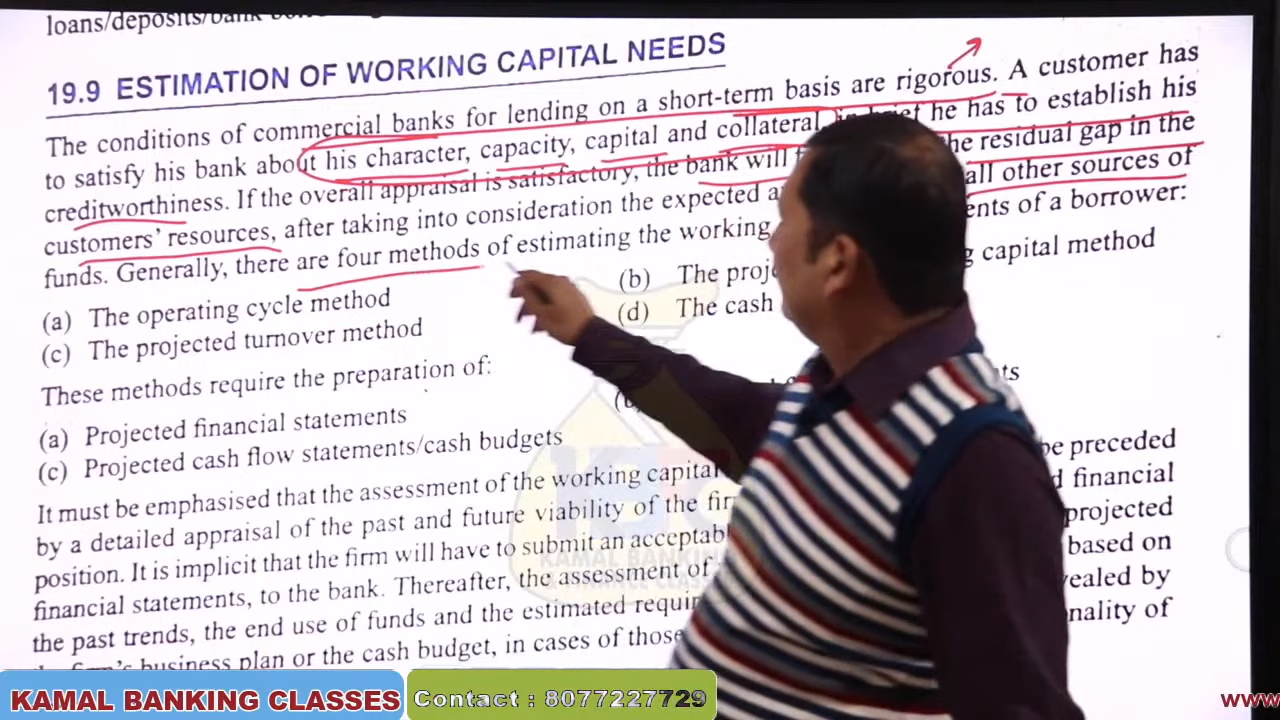 loans/deposits/bank
19.9 ESTIMATION OF WORKING CAPITAL NEEDS
The conditions of commercial banks for lending on a short-term basis are rigorous. A customer has
to satisfy his bank about his character, capacity, capital and collateral in brief he has to establish his
creditworthiness. If the overall appraisal is satisfactory, the bank will the residual gap in the
customers' resources, after taking into consideration the expected all other sources of
funds. Generally, there are four methods of estimating the working ents of a borrower:
(a) The operating cycle method (b) The proje g capital method
(c) The projected turnover method (d) The cash
These methods require the preparation of:
(a) Projected financial statements nts
(c) Projected cash flow statements/cash budgets
It must be emphasised that the assessment of the working capital be preceded
by a detailed appraisal of the past and future viability of the fir d financial
position. It is implicit that the firm will have to submit an acceptabl projected
financial statements, to the bank. Thereafter, the assessment of based on
the past trends, the end use of funds and the estimated requir vealed by
the firm's business plan or the cash budget, in cases of those nality of
KAMAL BANKING
& FINANCE CLASSES
KAMAL BANKING CLASSES
Contact : 8077227729
www